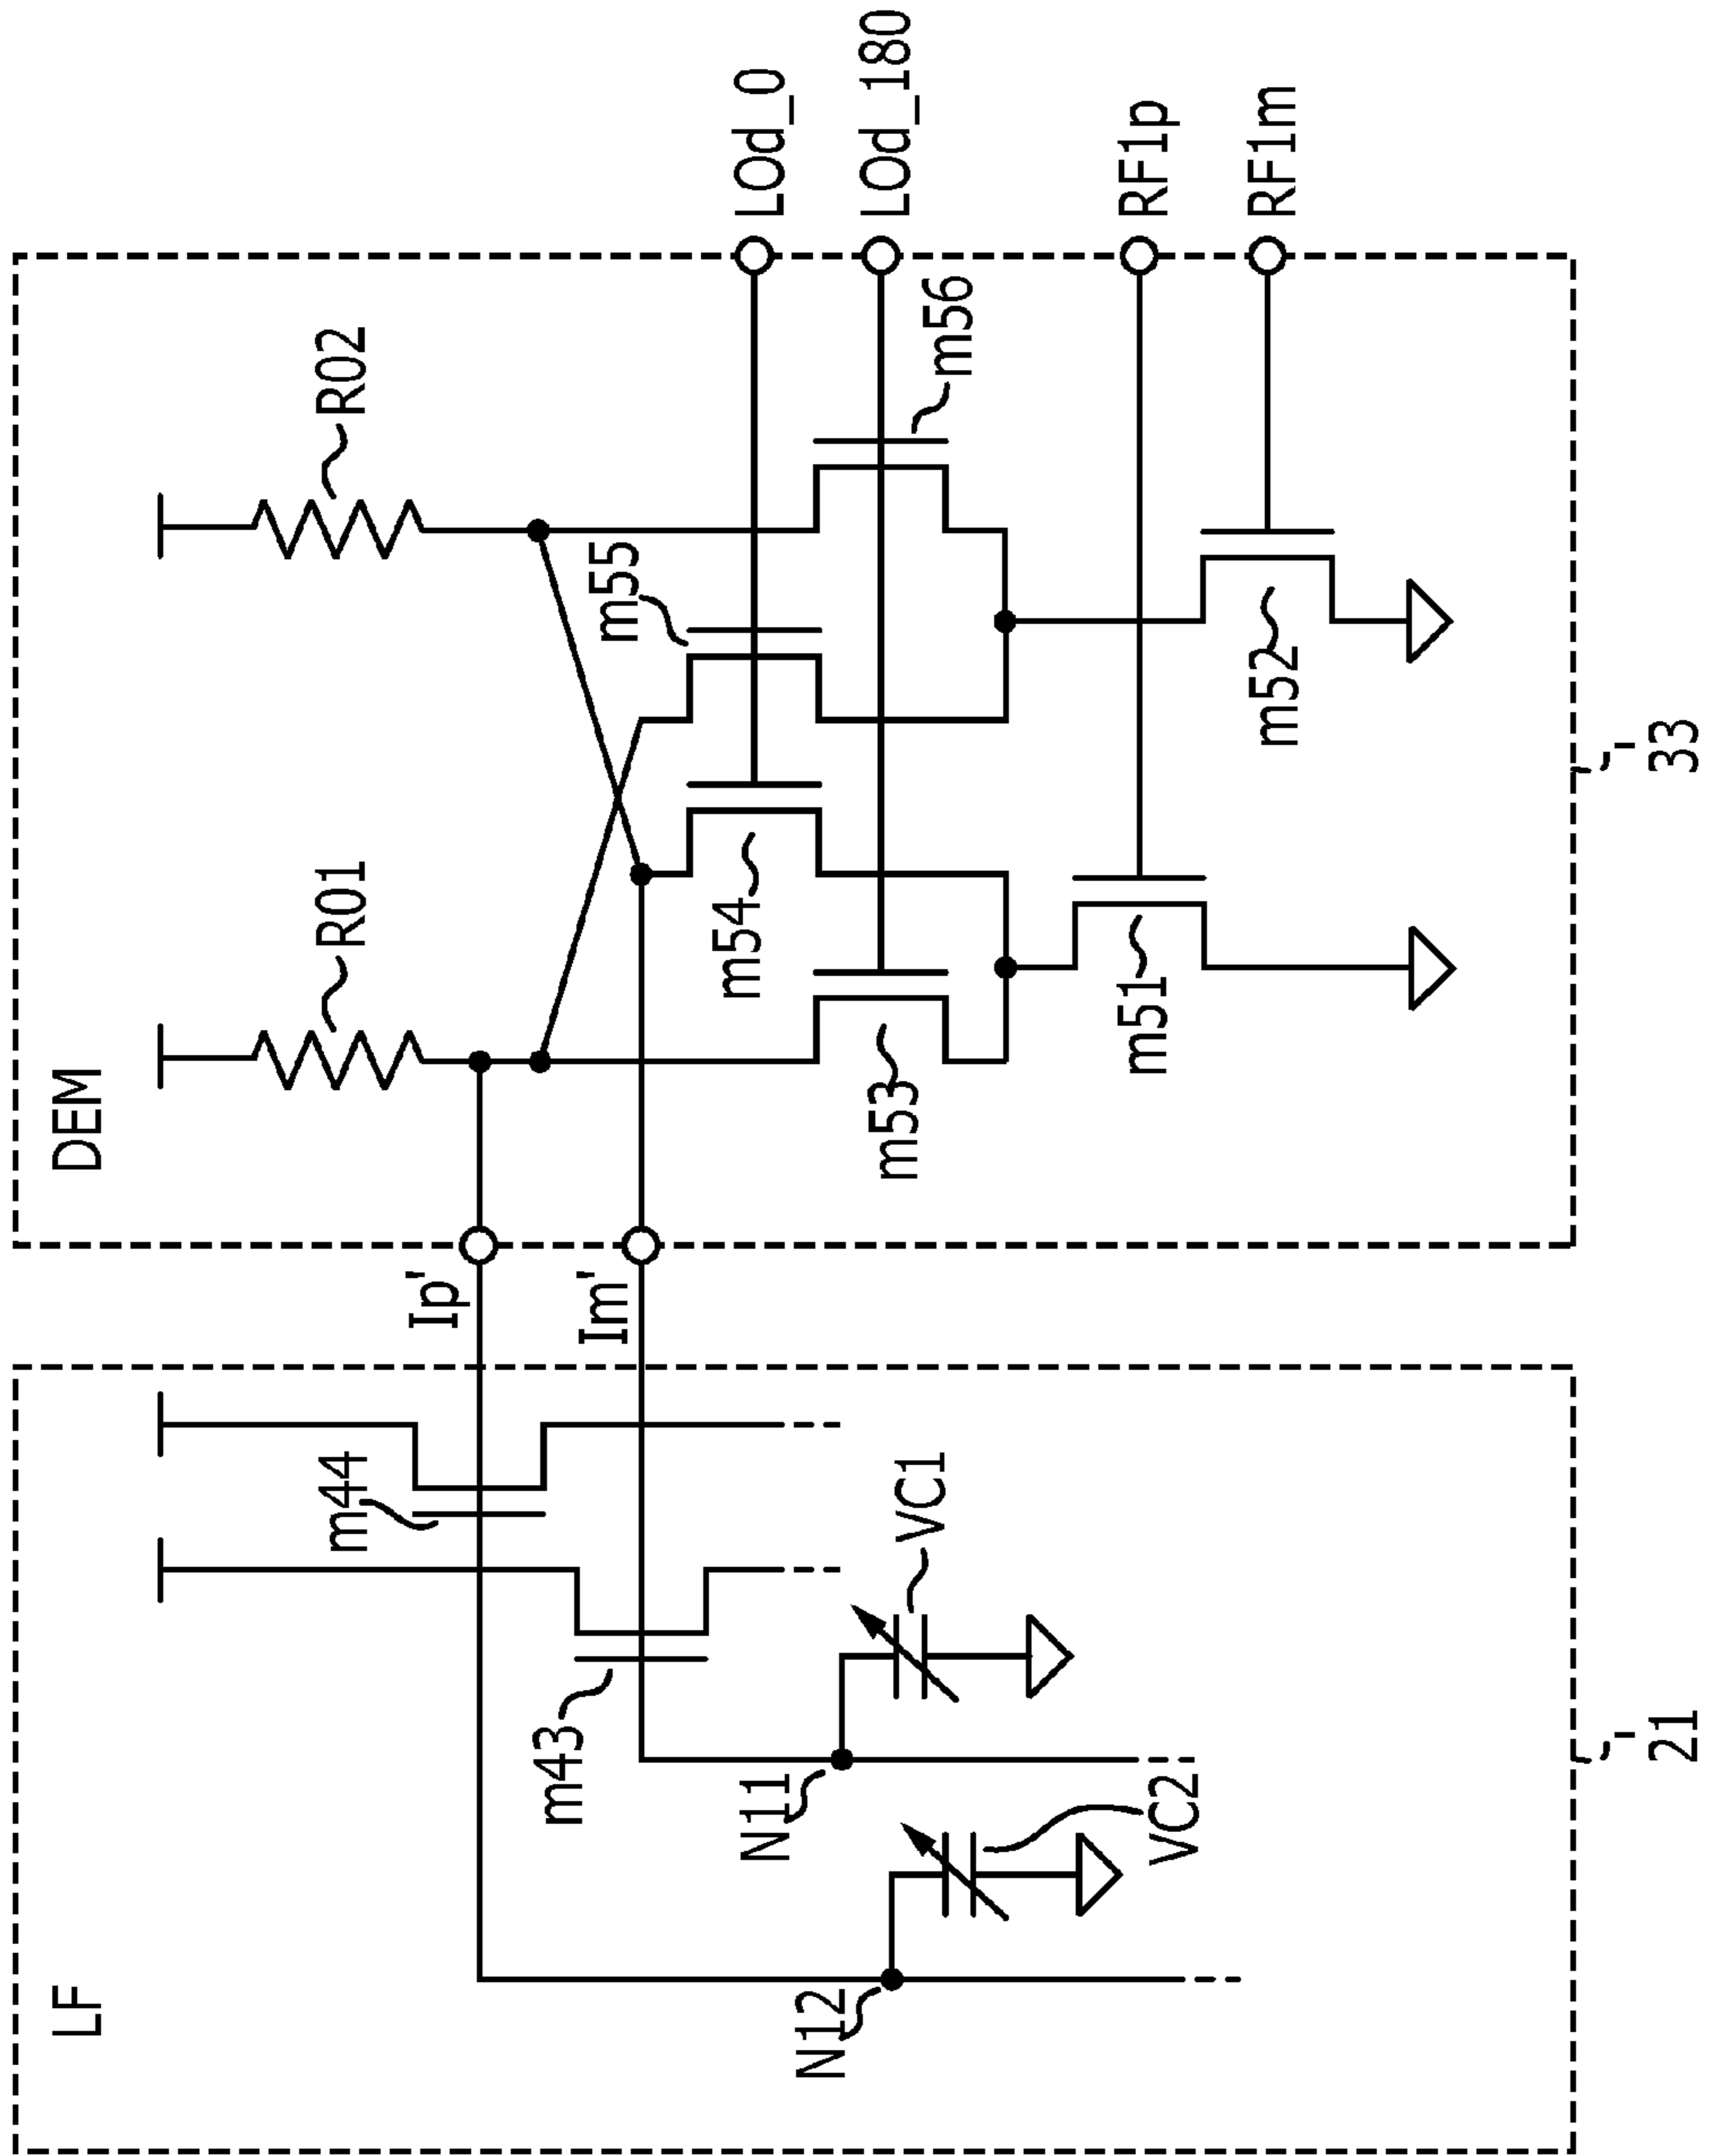 LF
DEM
R01
R02
Ip'
Im'
m44
m43
m55
m54
m53
m56
LOd_0
LOd_180
N11
VC1
N12
VC2
m51
m52
RF1p
RF1m
21
33